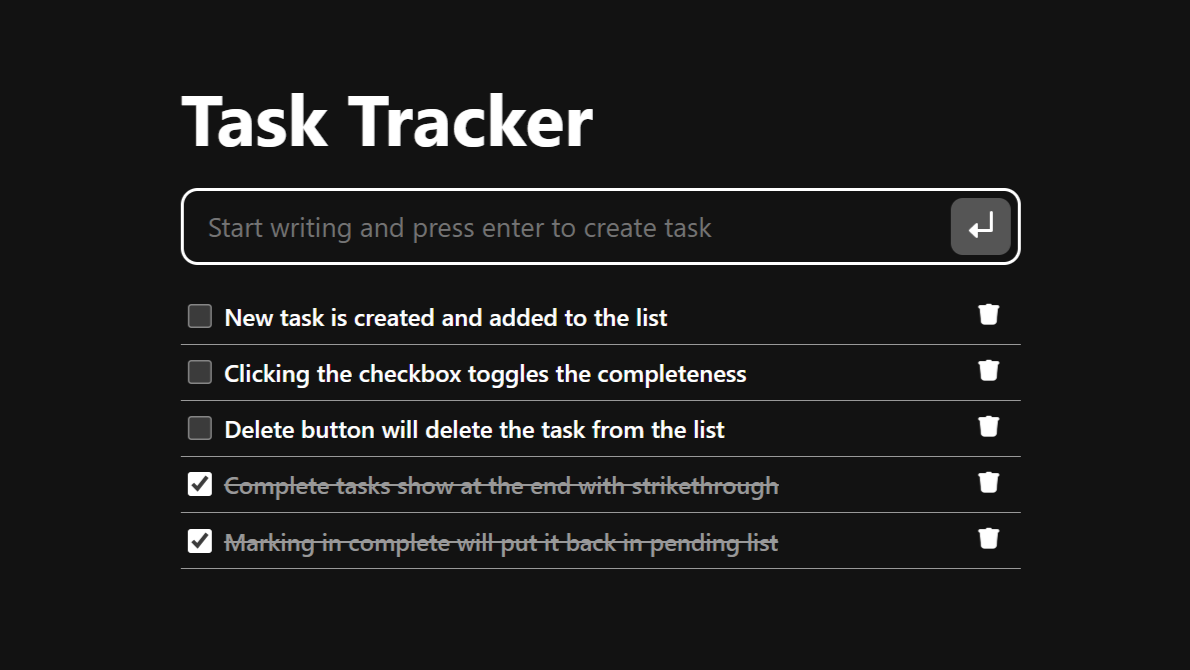 Task Tracker
Start writing and press enter to create task
New task is created and added to the list
Clicking the checkbox toggles the completeness
Delete button will delete the task from the list
Complete tasks show at the end with strikethrough
Marking in complete will put it back in pending list